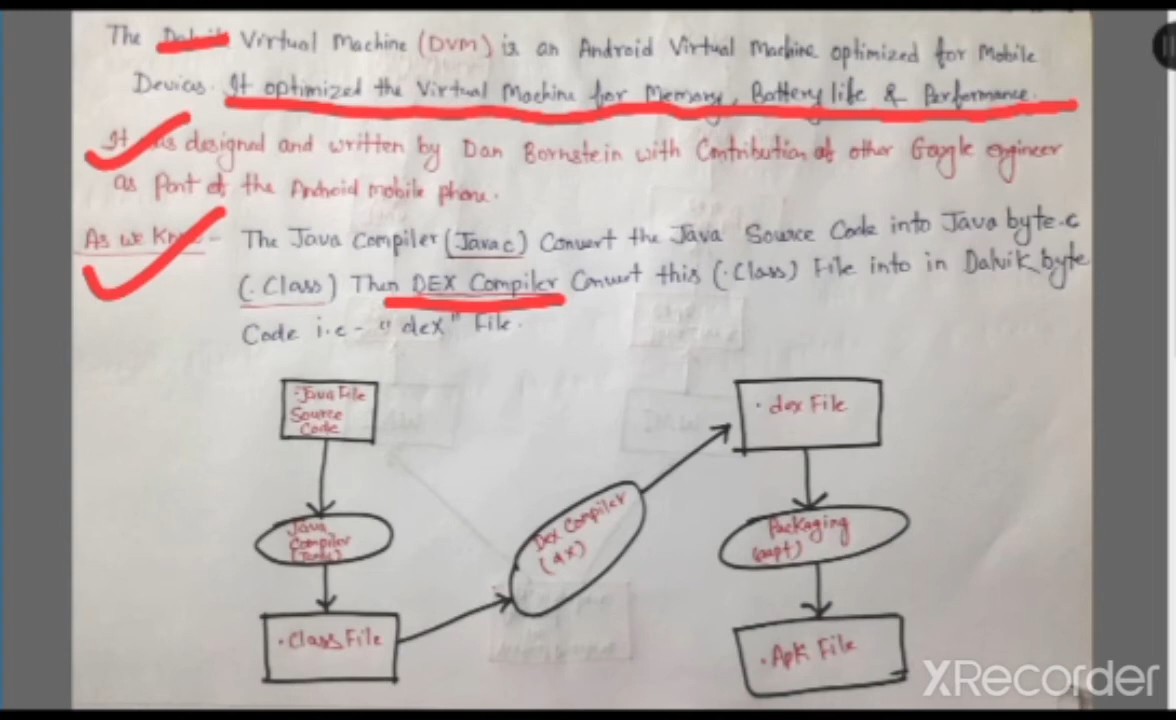 The Dalvik Virtual Machine (DVM) is an Android Virtual Machine optimized for Mobile
Devices. It optimized the Virtual Machine for Memory, Battery life & Performance.
It was designed and written by Dan Bornstein with Contribution of other Google engineer
as Part of the Android mobile phone.
As we Know - The Java Compiler (Javac) Convert the Java Source Code into Java byte-c
(.Class) Then DEX Compiler Convert this (.Class) File into in Dalvik byte
Code i.e - "dex" File.
.Java File
Source
Code
Java
Compiler
.Class File
Dex Compiler
(dx)
.dex File
Packaging
(aapt)
.Apk File
XRecorder